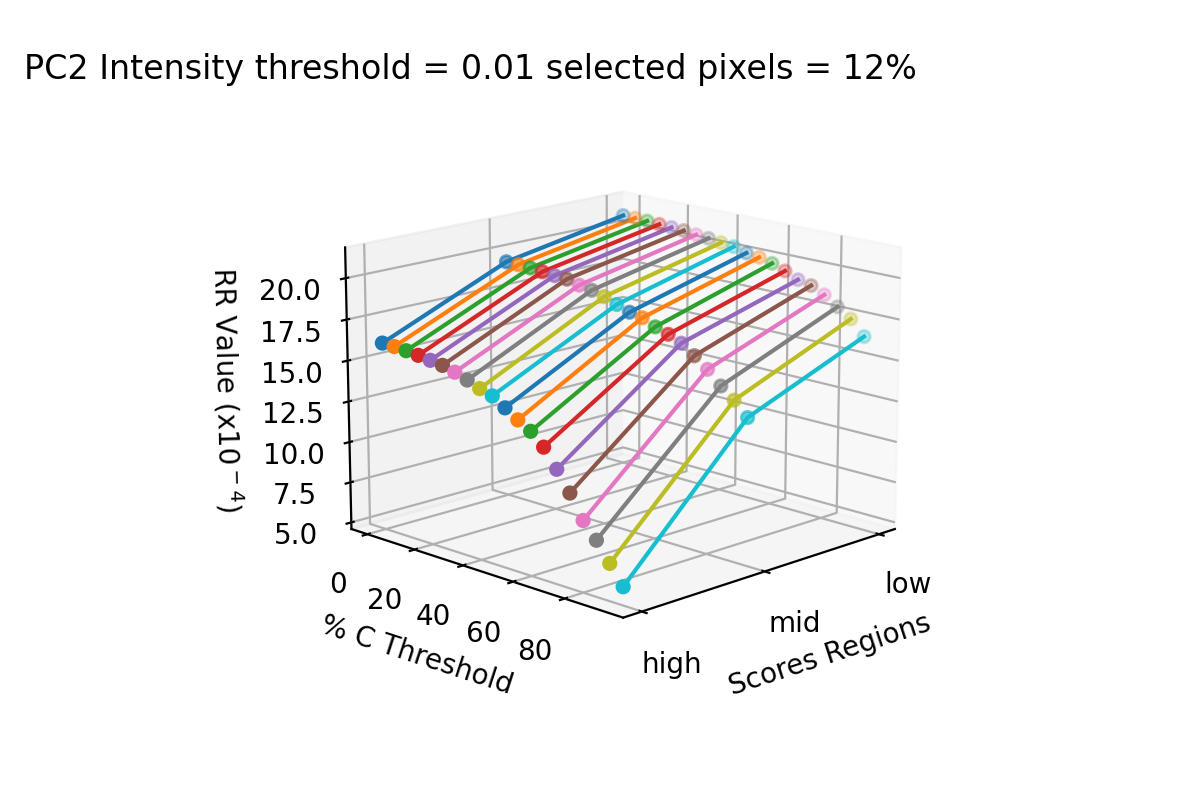 PC2 Intensity threshold = 0.01 selected pixels = 12%
RR Value (x10⁻⁴)
20.0
17.5
15.0
12.5
10.0
7.5
5.0
0
20
40
60
80
% C Threshold
high
mid
low
Scores Regions